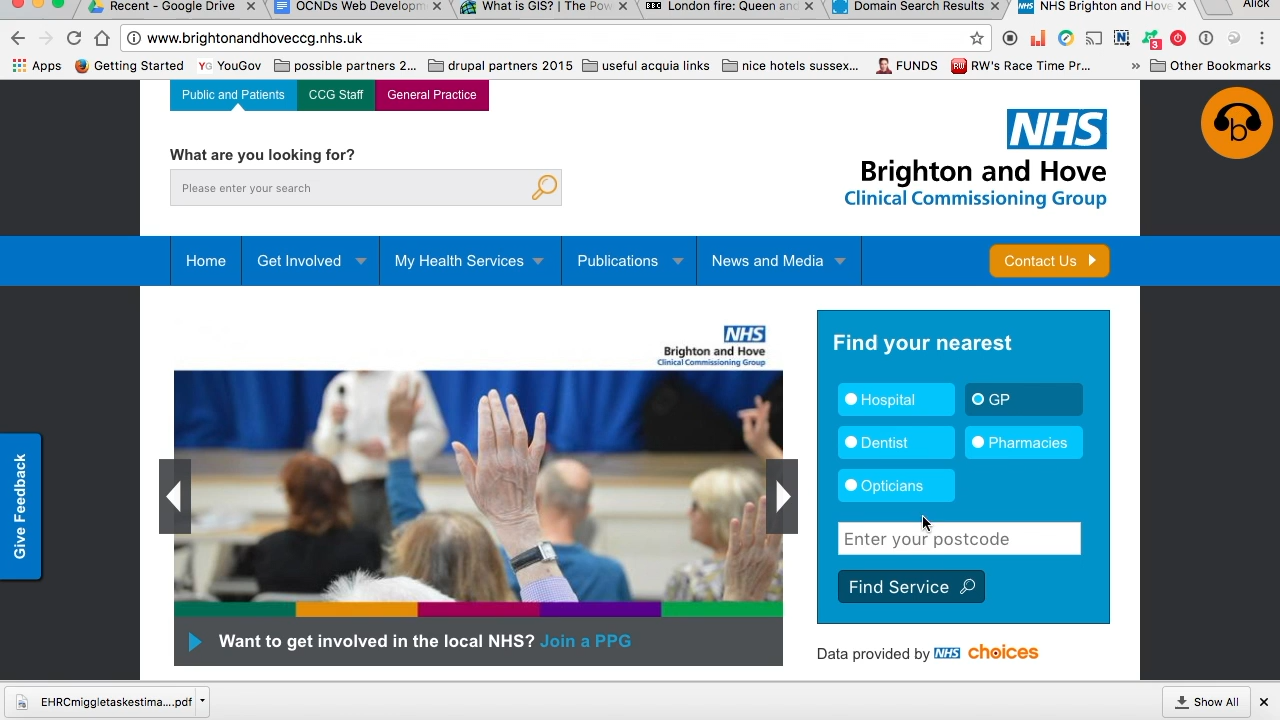 Recent - Google Drive
OCNDs Web Developm
What is GIS? | The Pow
London fire: Queen and
Domain Search Results
NHS Brighton and Hove
Alick
www.brightonandhoveccg.nhs.uk
3
Apps
Getting Started
YG YouGov
possible partners 2...
drupal partners 2015
useful acquia links
nice hotels sussex...
FUNDS
RW RW's Race Time Pr...
»
Other Bookmarks
Public and Patients
CCG Staff
General Practice
b
NHS
Brighton and Hove
Clinical Commissioning Group
What are you looking for?
Please enter your search
Home
Get Involved
My Health Services
Publications
News and Media
Contact Us
NHS
Brighton and Hove
Clinical Commissioning Group
Find your nearest
Hospital
GP
Dentist
Pharmacies
Opticians
Enter your postcode
Find Service
Give Feedback
Want to get involved in the local NHS? Join a PPG
Data provided by NHS choices
EHRCmiggletaskestima....pdf
Show All